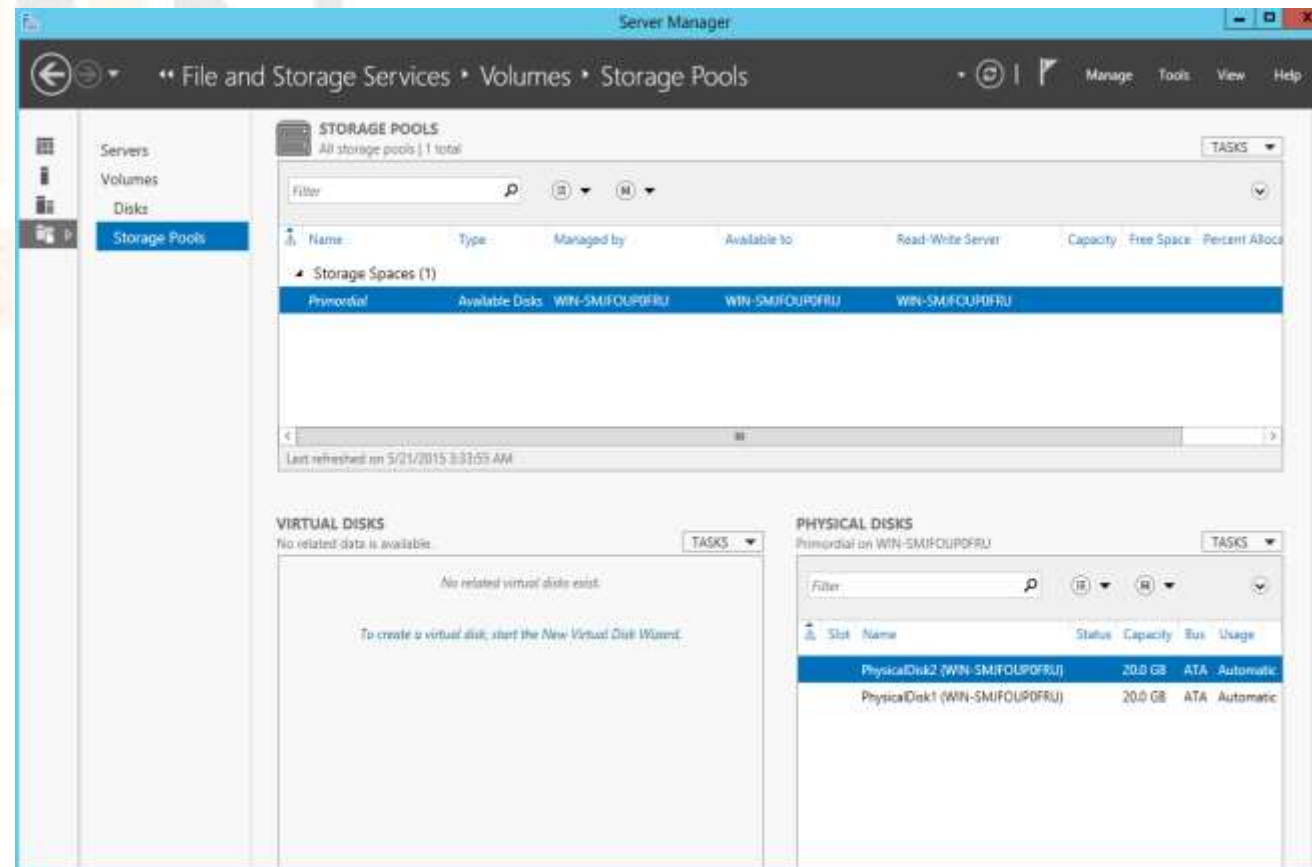 Server Manager
•• File and Storage Services • Volumes • Storage Pools
Manage Tools View Help
Servers
Volumes
Disks
Storage Pools
STORAGE POOLS
All storage pools | 1 total
TASKS
Filter
Name Type Managed by Available to Read-Write Server Capacity Free Space Percent Alloca
Storage Spaces (1)
Primordial Available Disks WIN-SMJFOUP0FRU WIN-SMJFOUP0FRU WIN-SMJFOUP0FRU
Last refreshed on 5/21/2015 3:33:55 AM
VIRTUAL DISKS
No related data is available.
TASKS
No related virtual disks exist.
To create a virtual disk, start the New Virtual Disk Wizard.
PHYSICAL DISKS
Primordial on WIN-SMJFOUP0FRU
TASKS
Filter
Slot Name Status Capacity Bus Usage
PhysicalDisk2 (WIN-SMJFOUP0FRU) 20.0 GB ATA Automatic
PhysicalDisk1 (WIN-SMJFOUP0FRU) 20.0 GB ATA Automatic